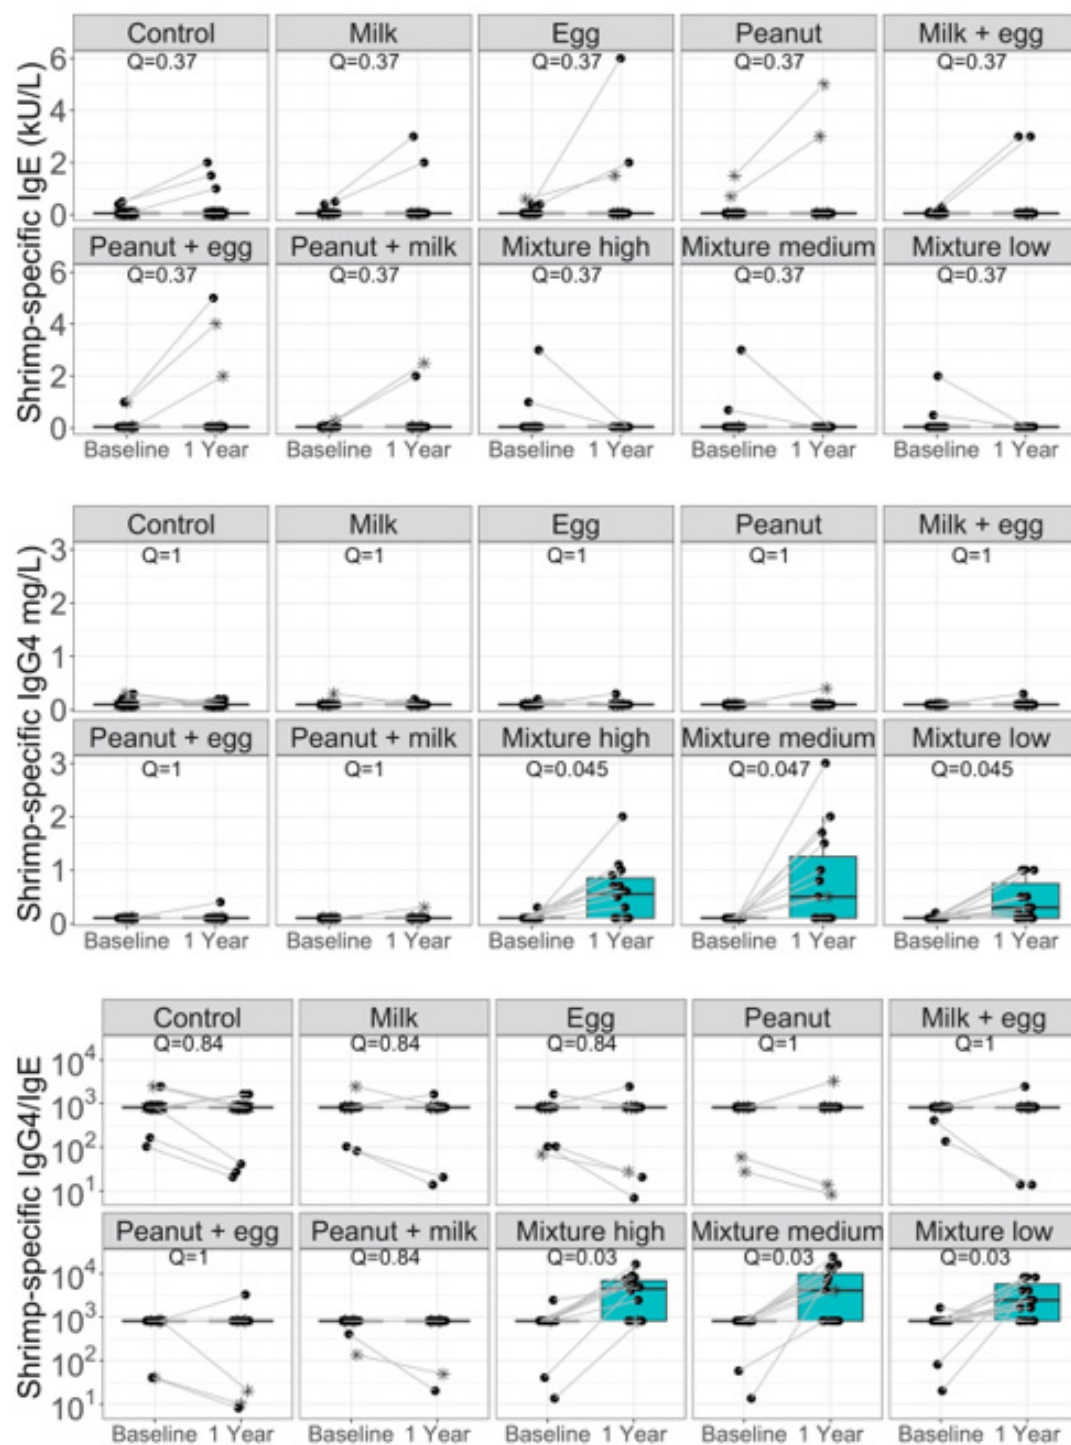 Control Milk Egg Peanut Milk + egg
Q=0.37 Q=0.37 Q=0.37 Q=0.37 Q=0.37
Shrimp-specific IgE (kU/L)
6
4
2
0
Peanut + egg Peanut + milk Mixture high Mixture medium Mixture low
Q=0.37 Q=0.37 Q=0.37 Q=0.37 Q=0.37
6
4
2
0
Baseline 1 Year Baseline 1 Year Baseline 1 Year Baseline 1 Year Baseline 1 Year
Control Milk Egg Peanut Milk + egg
Q=1 Q=1 Q=1 Q=1 Q=1
Shrimp-specific IgG4 mg/L)
3
2
1
0
Peanut + egg Peanut + milk Mixture high Mixture medium Mixture low
Q=1 Q=1 Q=0.045 Q=0.047 Q=0.045
3
2
1
0
Baseline 1 Year Baseline 1 Year Baseline 1 Year Baseline 1 Year Baseline 1 Year
Control Milk Egg Peanut Milk + egg
Q=0.84 Q=0.84 Q=0.84 Q=1 Q=1
Shrimp-specific IgG4/IgE
10⁴
10³
10²
10¹
Peanut + egg Peanut + milk Mixture high Mixture medium Mixture low
Q=1 Q=0.84 Q=0.03 Q=0.03 Q=0.03
10⁴
10³
10²
10¹
Baseline 1 Year Baseline 1 Year Baseline 1 Year Baseline 1 Year Baseline 1 Year